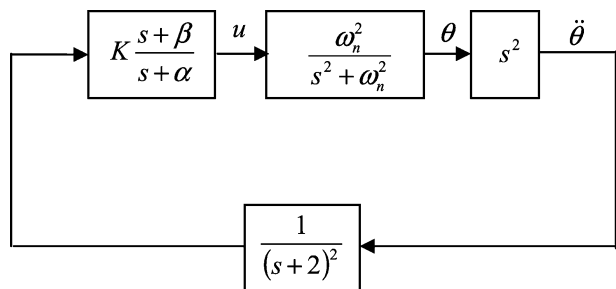 K (s + β)/(s + α)
u
ω_n^2/(s^2 + ω_n^2)
θ
s^2
θ̈
1/(s + 2)^2